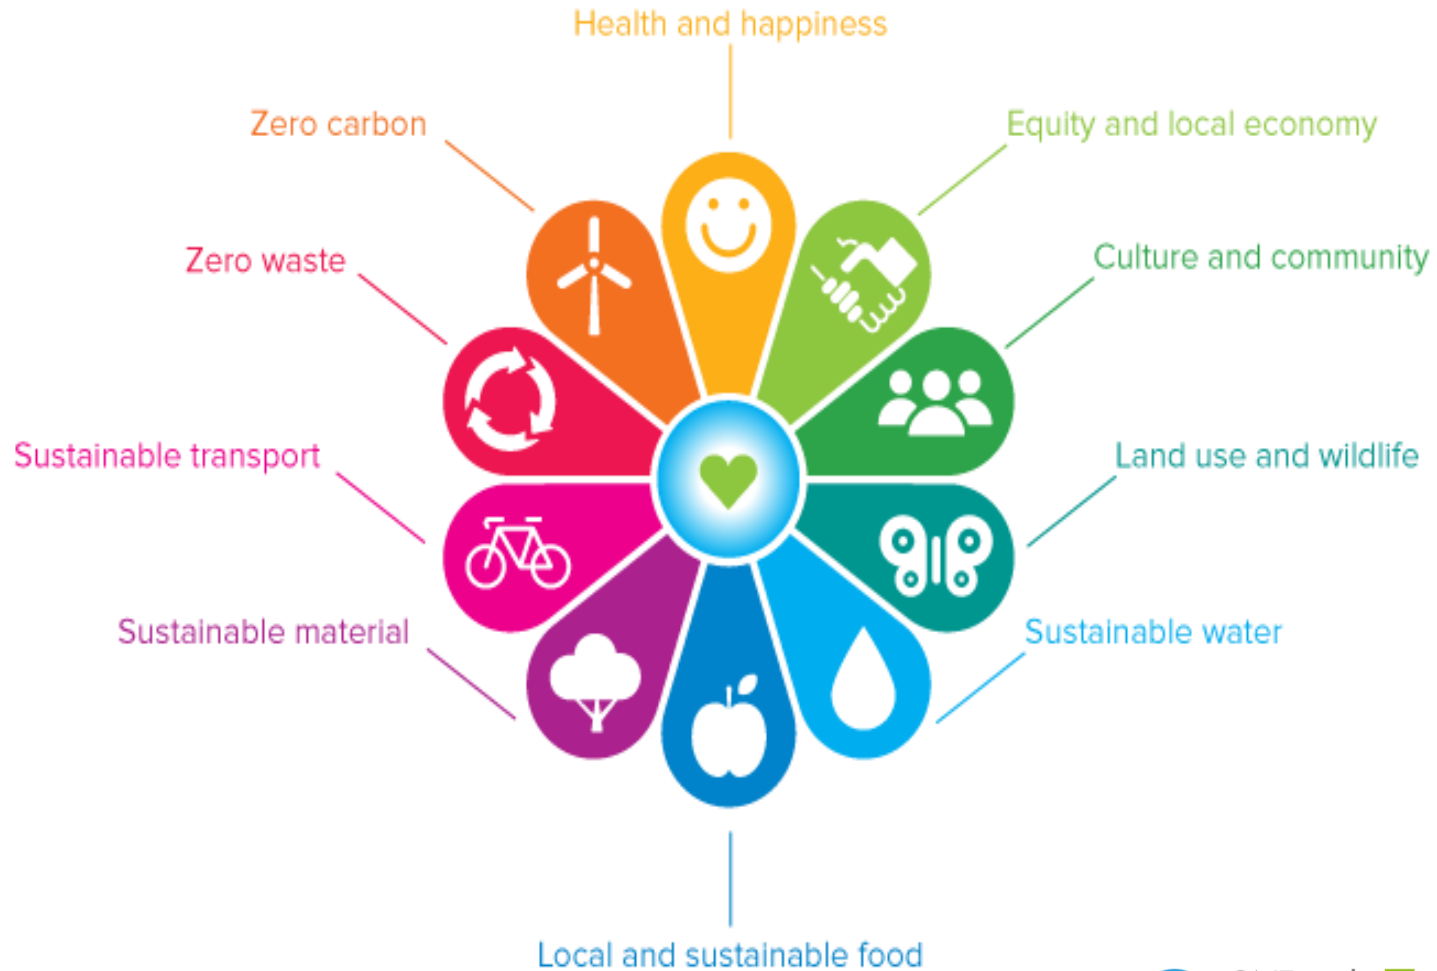 Health and happiness
Zero carbon
Equity and local economy
Zero waste
Culture and community
Sustainable transport
Land use and wildlife
Sustainable material
Sustainable water
Local and sustainable food